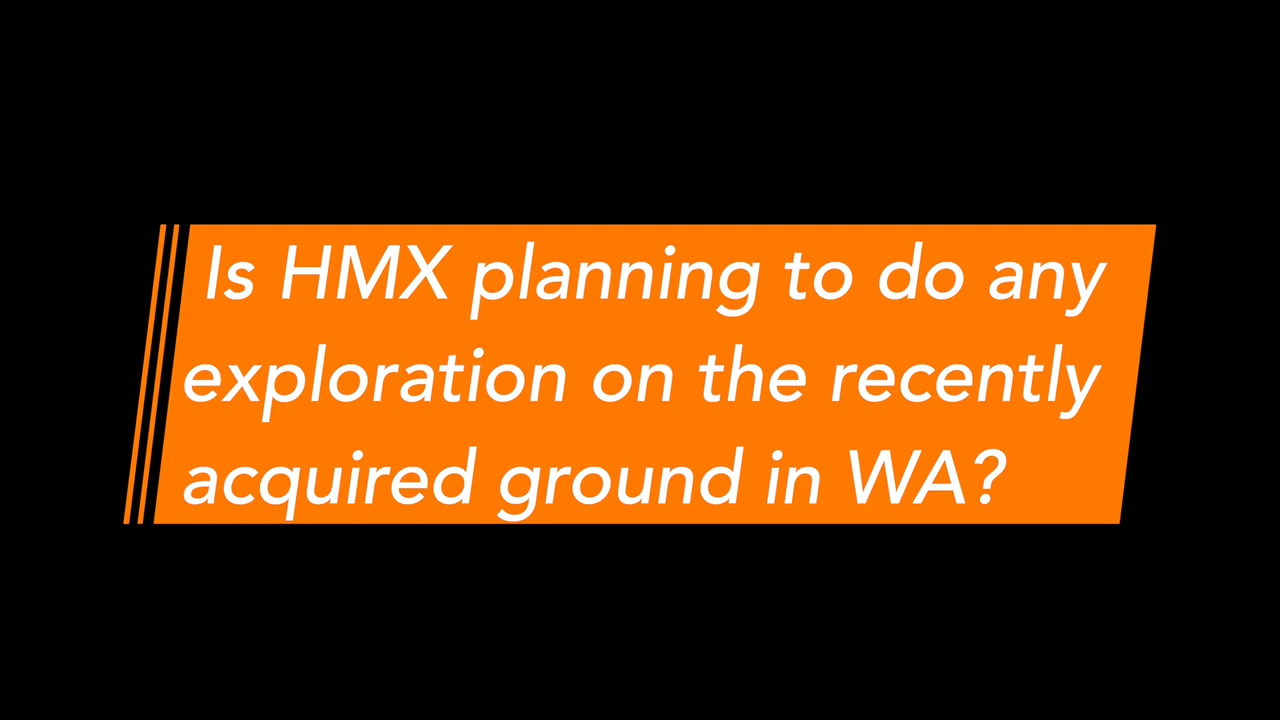 Is HMX planning to do any
exploration on the recently
acquired ground in WA?